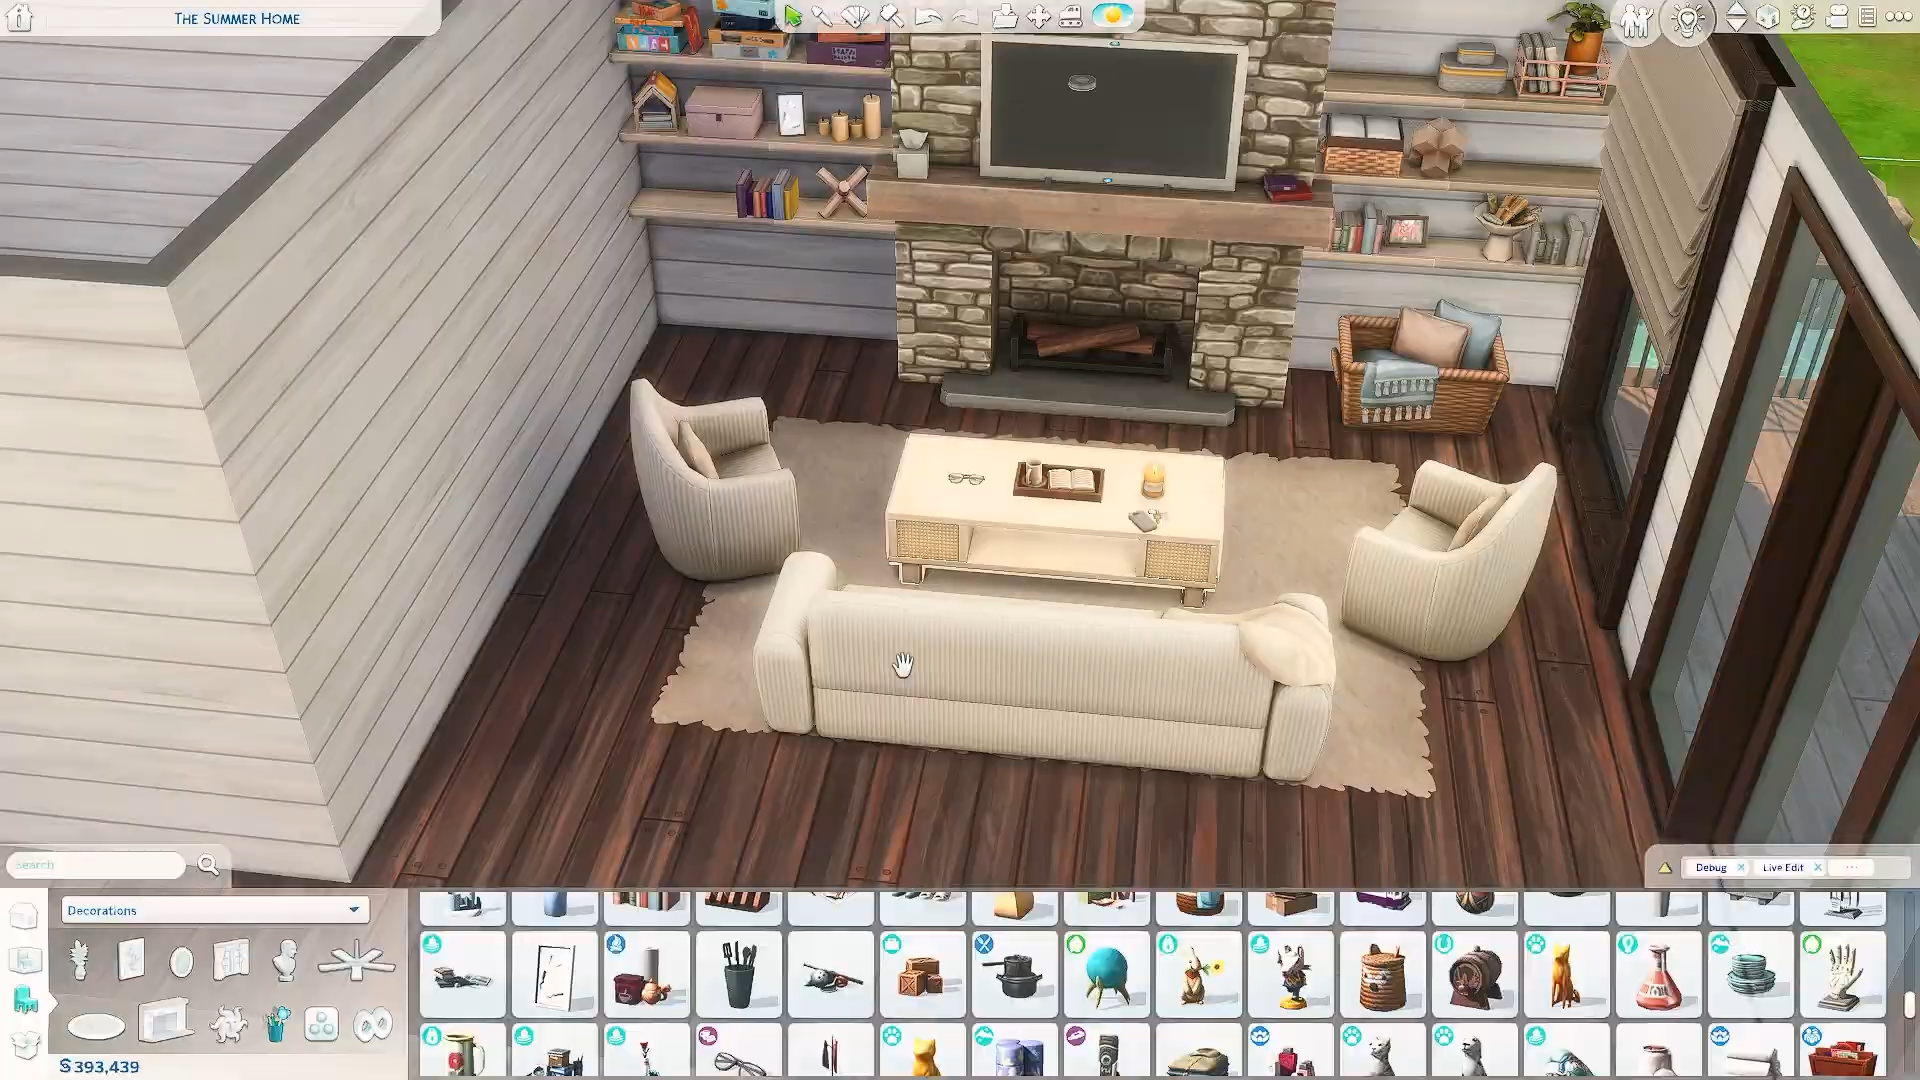 The Summer Home
Search
Debug
Live Edit
...
Decorations
§393,439